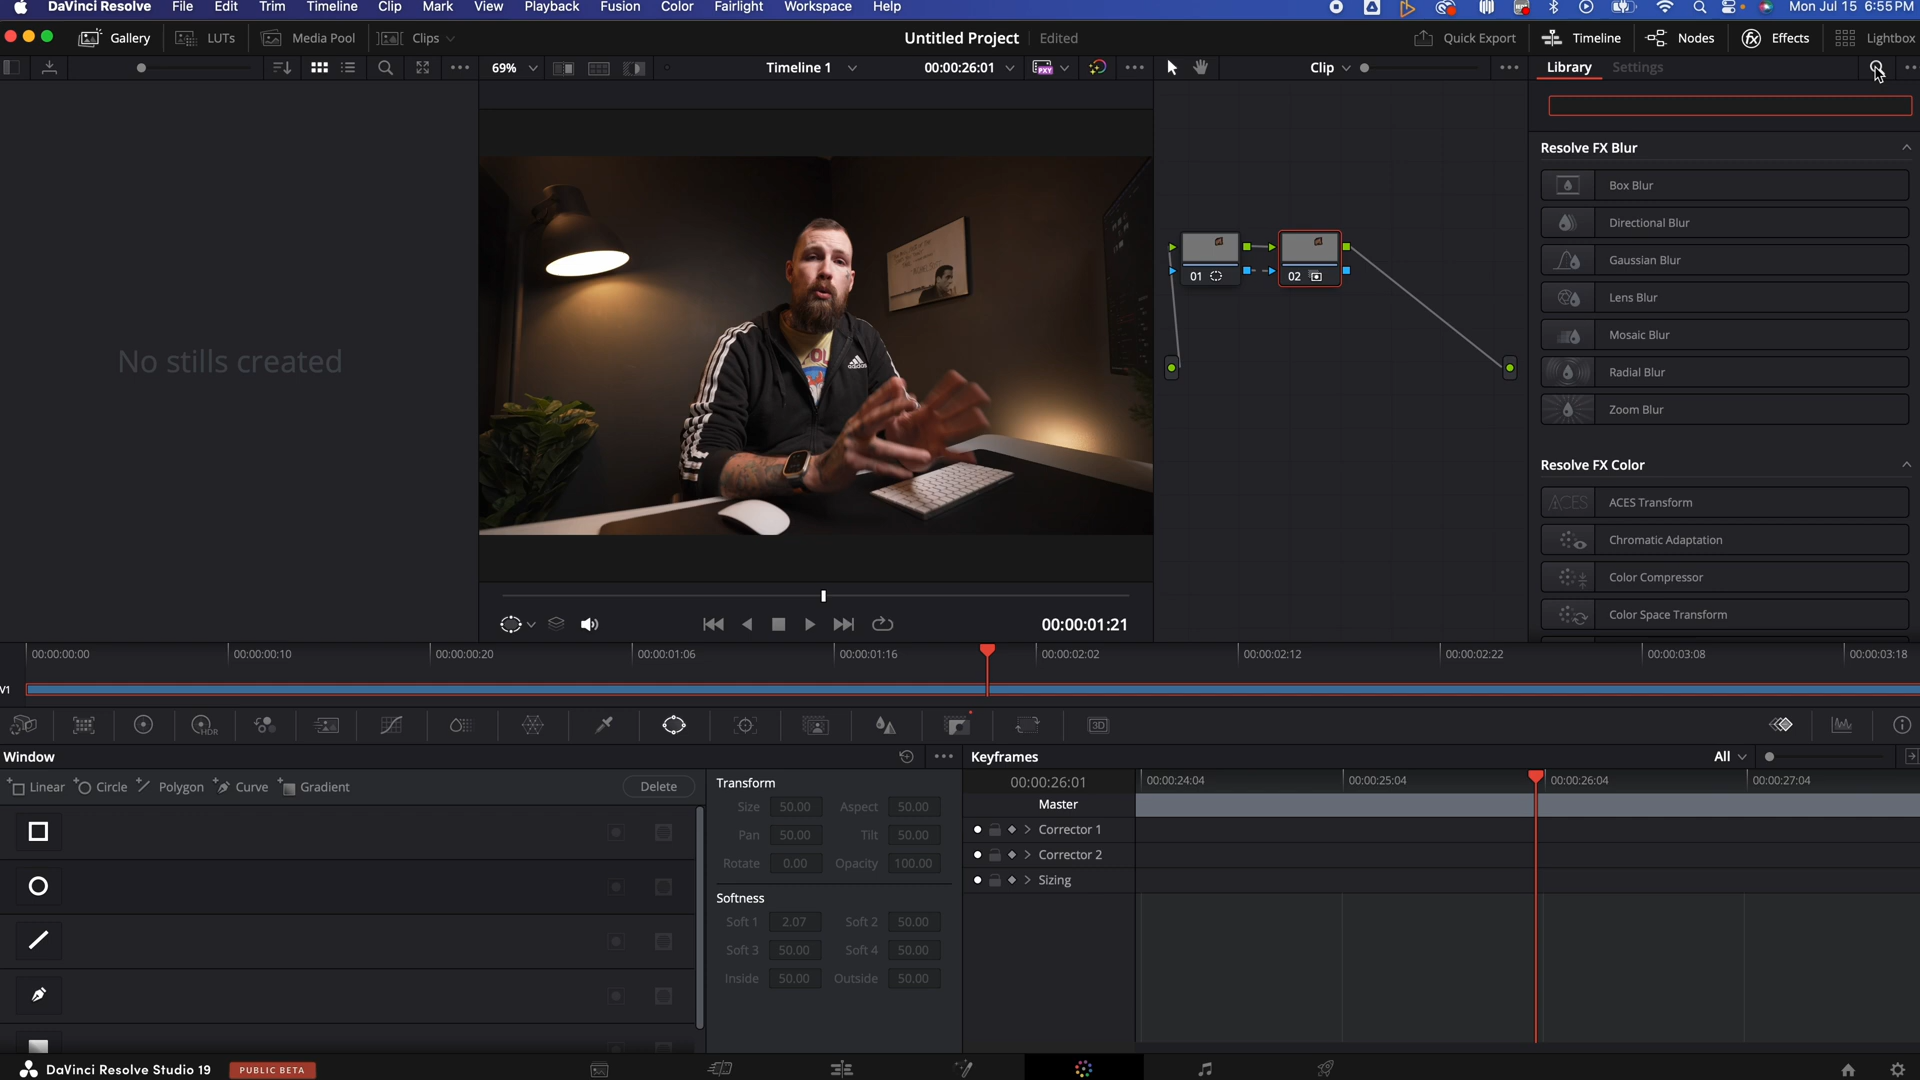 DaVinci Resolve File Edit Trim Timeline Clip Mark View Playback Fusion Color Fairlight Workspace Help Mon Jul 15 6:55PM
Gallery LUTs Media Pool Clips Untitled Project Edited Quick Export Timeline Nodes Effects Lightbox
69% Timeline 1 00:00:26:01 PXY Clip Library Settings
Resolve FX Blur
Box Blur
Directional Blur
Gaussian Blur
Lens Blur
Mosaic Blur
Radial Blur
Zoom Blur
Resolve FX Color
ACES ACES Transform
Chromatic Adaptation
Color Compressor
Color Space Transform
No stills created
adidas
01 02
00:00:01:21
00:00:00:00 00:00:00:10 00:00:00:20 00:00:01:06 00:00:01:16 00:00:02:02 00:00:02:12 00:00:02:22 00:00:03:08 00:00:03:18
V1
HDR 3D
Window
Linear Circle Polygon Curve Gradient Delete
Transform
Size 50.00 Aspect 50.00
Pan 50.00 Tilt 50.00
Rotate 0.00 Opacity 100.00
Softness
Soft 1 2.07 Soft 2 50.00
Soft 3 50.00 Soft 4 50.00
Inside 50.00 Outside 50.00
Keyframes All
00:00:26:01 00:00:24:04 00:00:25:04 00:00:26:04 00:00:27:04
Master
Corrector 1
Corrector 2
Sizing
DaVinci Resolve Studio 19 PUBLIC BETA